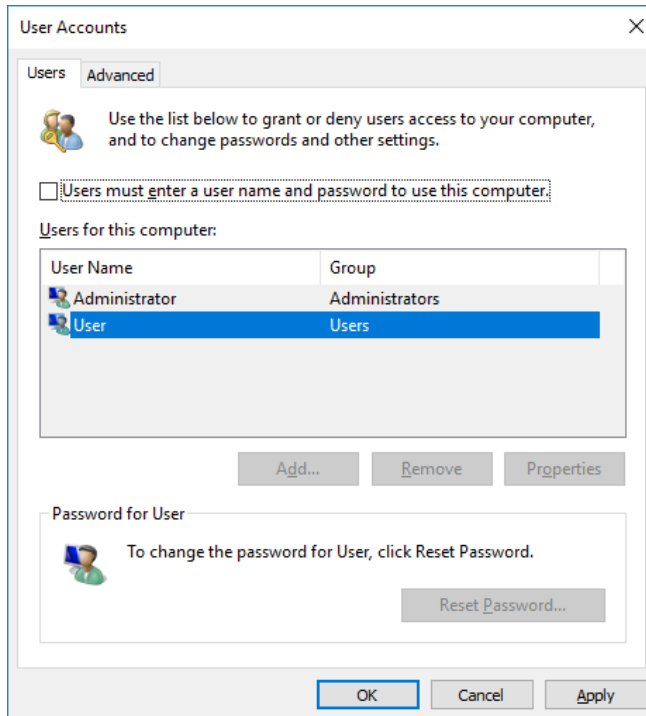 User Accounts
Users
Advanced
Use the list below to grant or deny users access to your computer,
and to change passwords and other settings.
Users must enter a user name and password to use this computer.
Users for this computer:
User Name Group
Administrator Administrators
User Users
Add... Remove Properties
Password for User
To change the password for User, click Reset Password.
Reset Password...
OK Cancel Apply